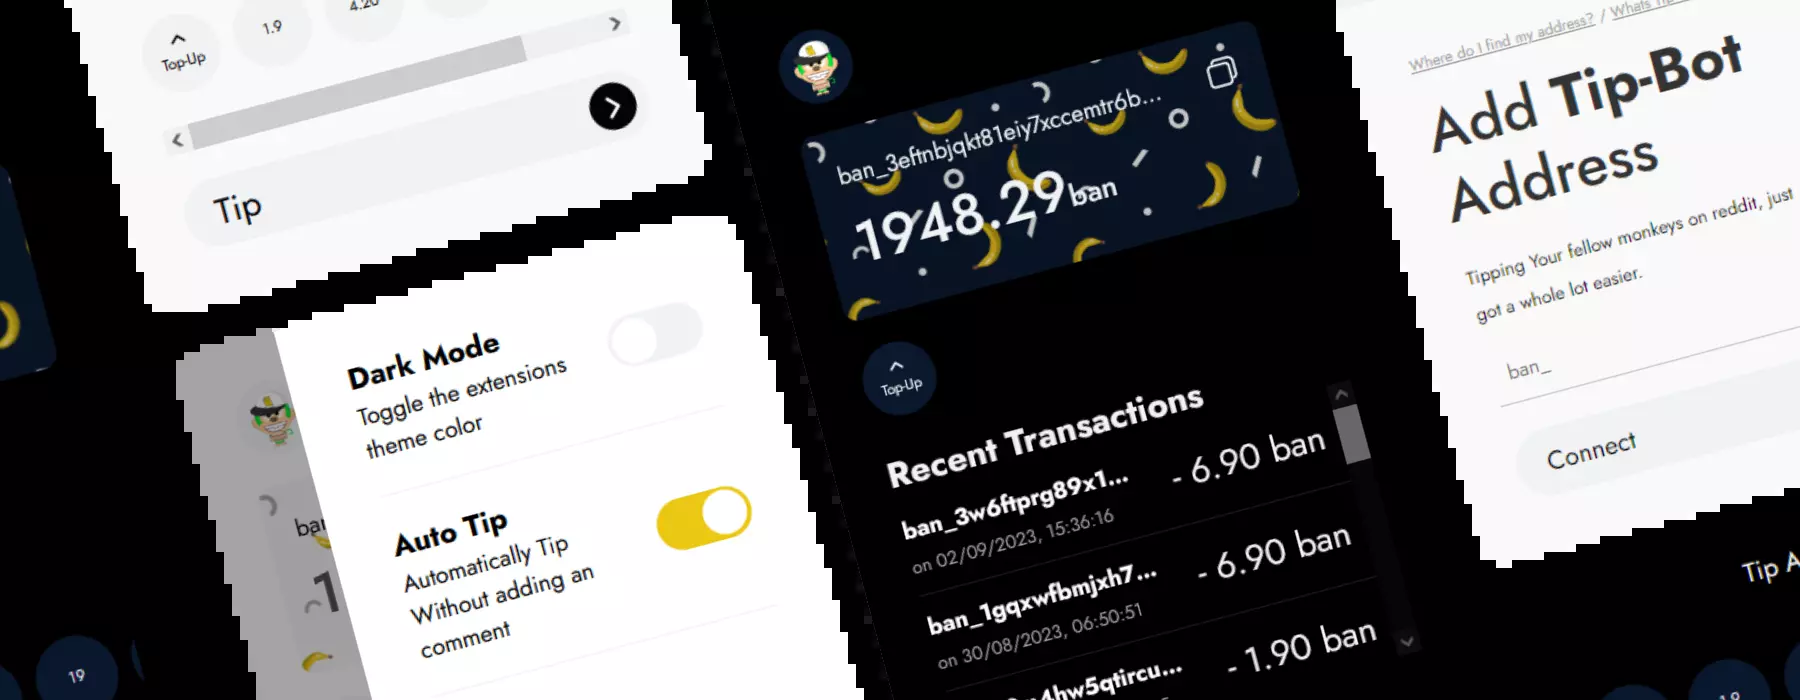 Top-Up
1.9
4.20
Tip
Dark Mode
Toggle the extensions
theme color
Auto Tip
Automatically Tip
Without adding an
comment
ban
1
19
ban_3eftnbjqkt81eiy7xccemtr6b...
1948.29ban
Top-Up
Recent Transactions
ban_3w6ftprg89x1...
- 6.90 ban
on 02/09/2023, 15:36:16
ban_1gqxwfbmjxh7...
- 6.90 ban
on 30/08/2023, 06:50:51
4hw5qtircu...
- 1.90 ban
Where do I find my address? / Whats
Add Tip-Bot
Address
Tipping Your fellow monkeys on reddit, just
got a whole lot easier.
ban_
Connect
Tip A
1.9